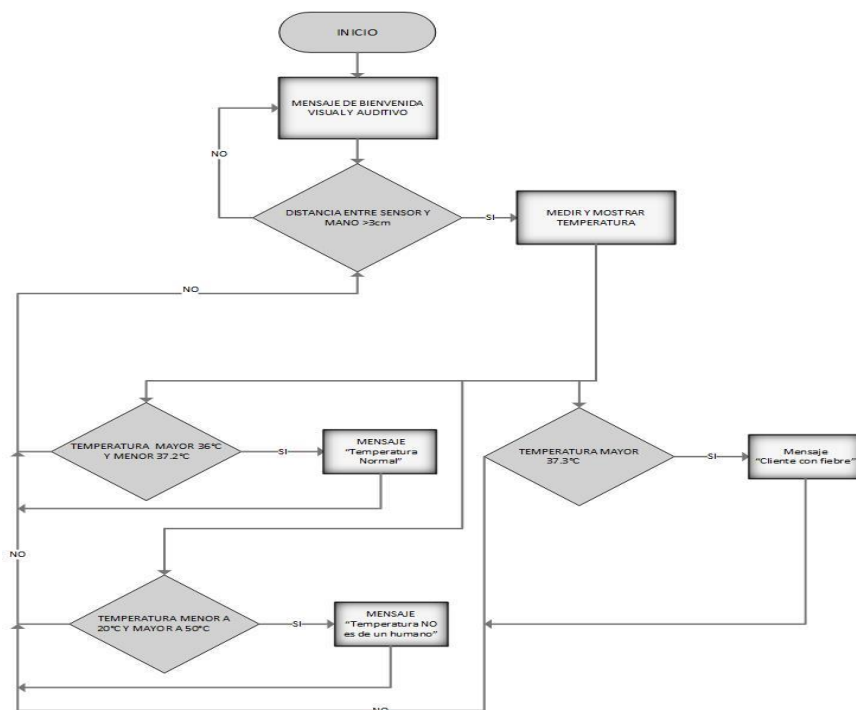 INICIO
MENSAJE DE BIENVENIDA
VISUAL Y AUDITIVO
NO
DISTANCIA ENTRE SENSOR Y
MANO >3cm
SI
MEDIR Y MOSTRAR
TEMPERATURA
NO
TEMPERATURA MAYOR 36°C
Y MENOR 37.2°C
SI
MENSAJE
"Temperatura
Normal"
TEMPERATURA MAYOR
37.3°C
SI
Mensaje
"Cliente con fiebre"
NO
TEMPERATURA MENOR A
20°C Y MAYOR A 50°C
SI
MENSAJE
"Temperatura NO
es de un humano"
NO